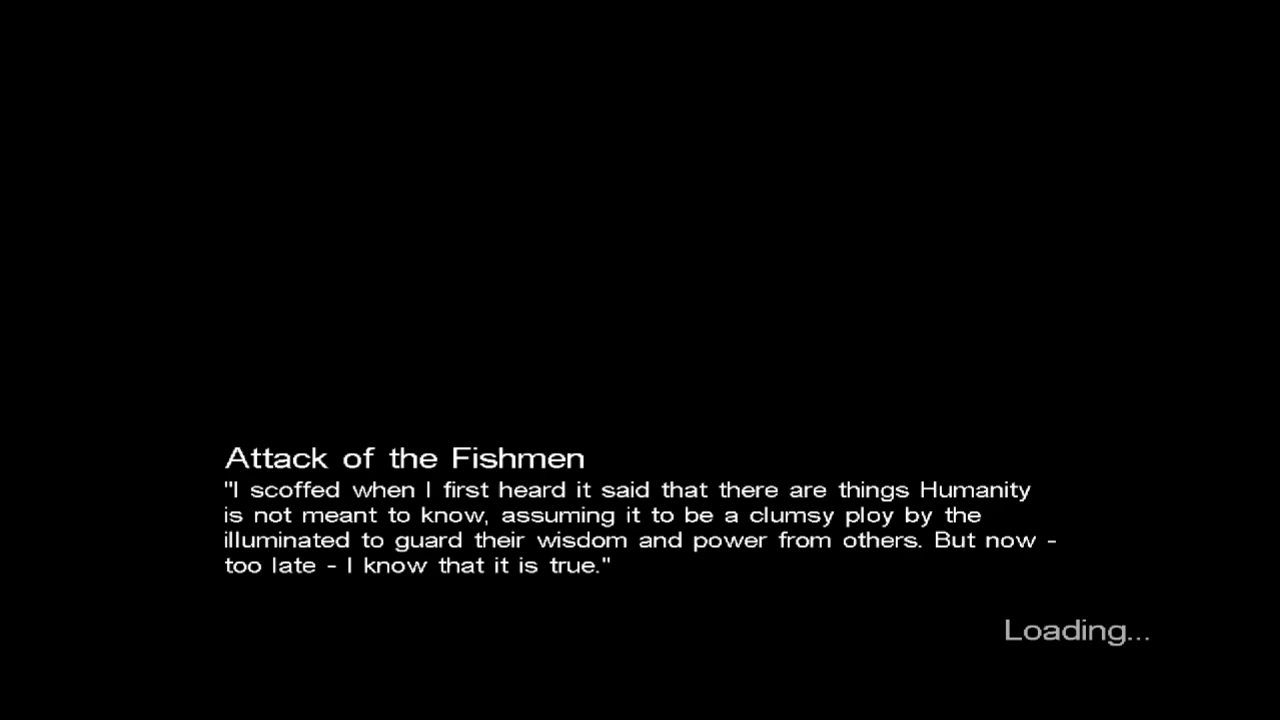 Attack of the Fishmen
"I scoffed when I first heard it said that there are things Humanity
is not meant to know, assuming it to be a clumsy ploy by the
illuminated to guard their wisdom and power from others. But now -
too late - I know that it is true."
Loading...